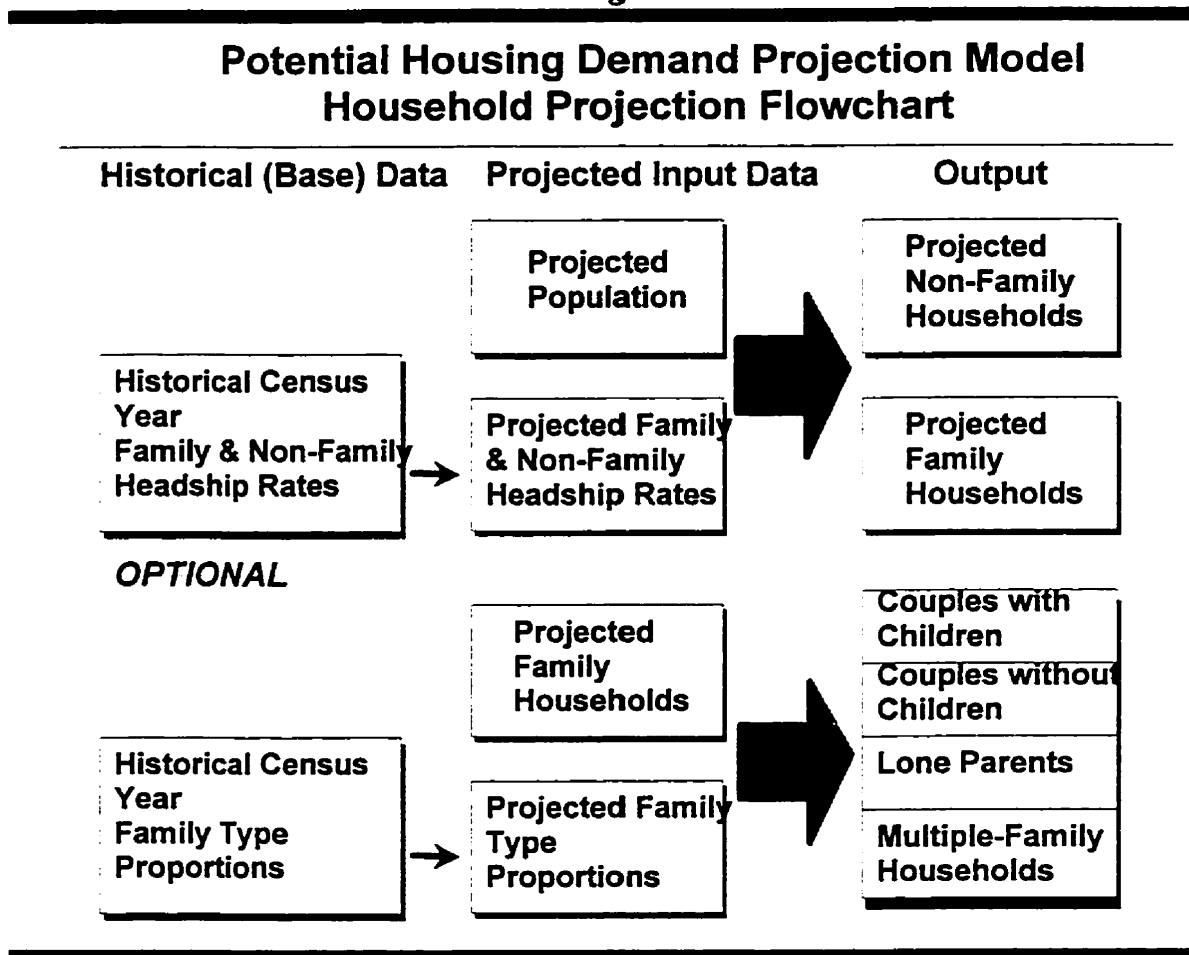 Potential Housing Demand Projection Model
Household Projection Flowchart
Historical (Base) Data
Projected Input Data
Output
Projected
Population
Projected
Non-Family
Households
Historical Census
Year
Family & Non-Family
Headship Rates
Projected Family
& Non-Family
Headship Rates
Projected
Family
Households
OPTIONAL
Projected
Family
Households
Couples with
Children
Couples without
Children
Lone Parents
Multiple-Family
Households
Historical Census
Year
Family Type
Proportions
Projected Family
Type
Proportions